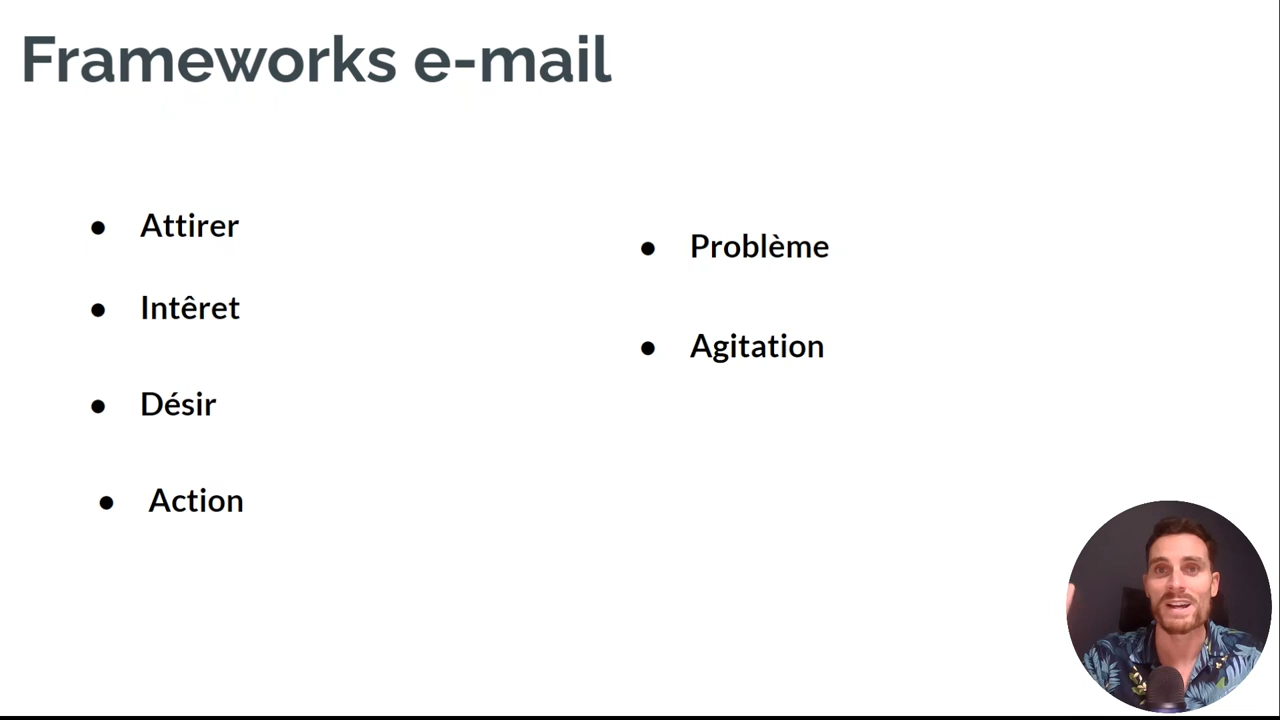 Frameworks e-mail
● Attirer
● Intêret
● Désir
● Action
● Problème
● Agitation